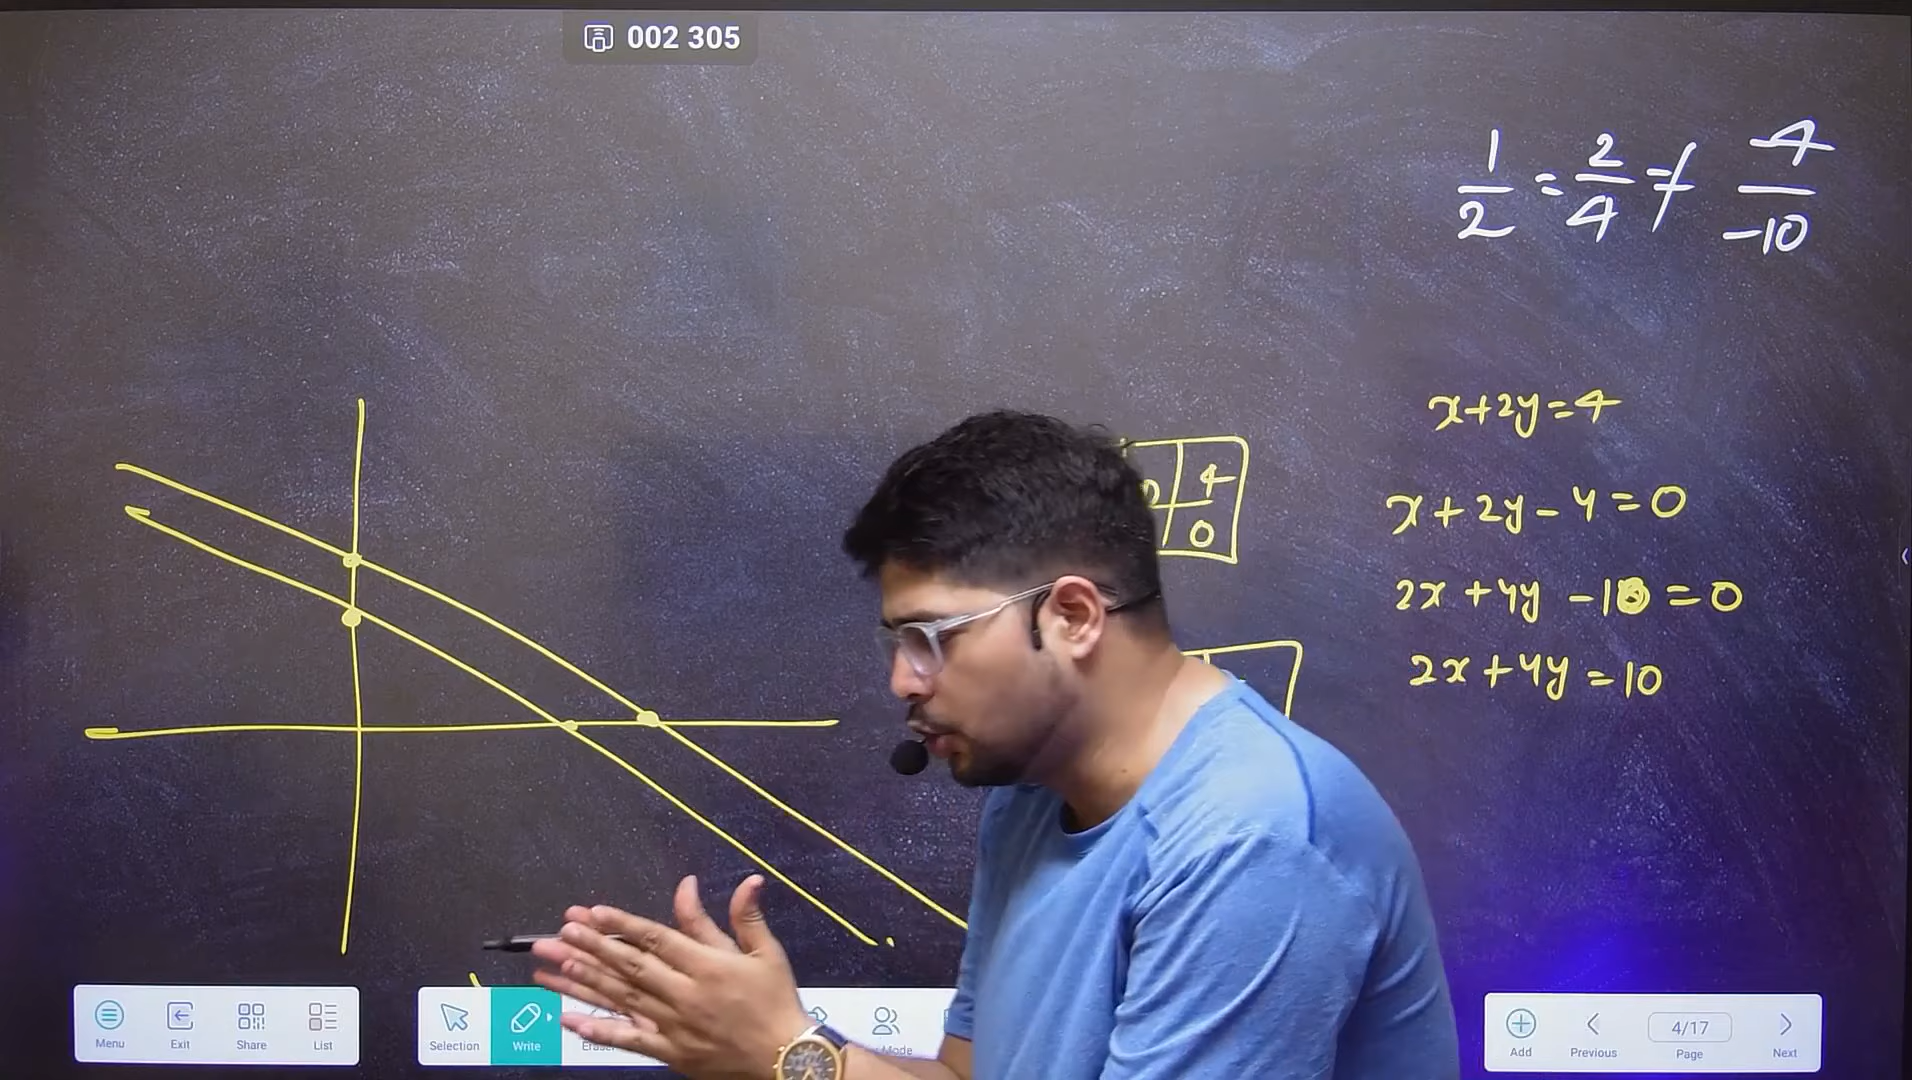 002 305
1/2 = 2/4 ≠ 4/-10
x+2y=4
4
0
x+2y-4=0
2x+4y-10=0
2x+4y=10
Menu Exit Share List
Selection Write Mode
Add Previous 4/17 Page Next